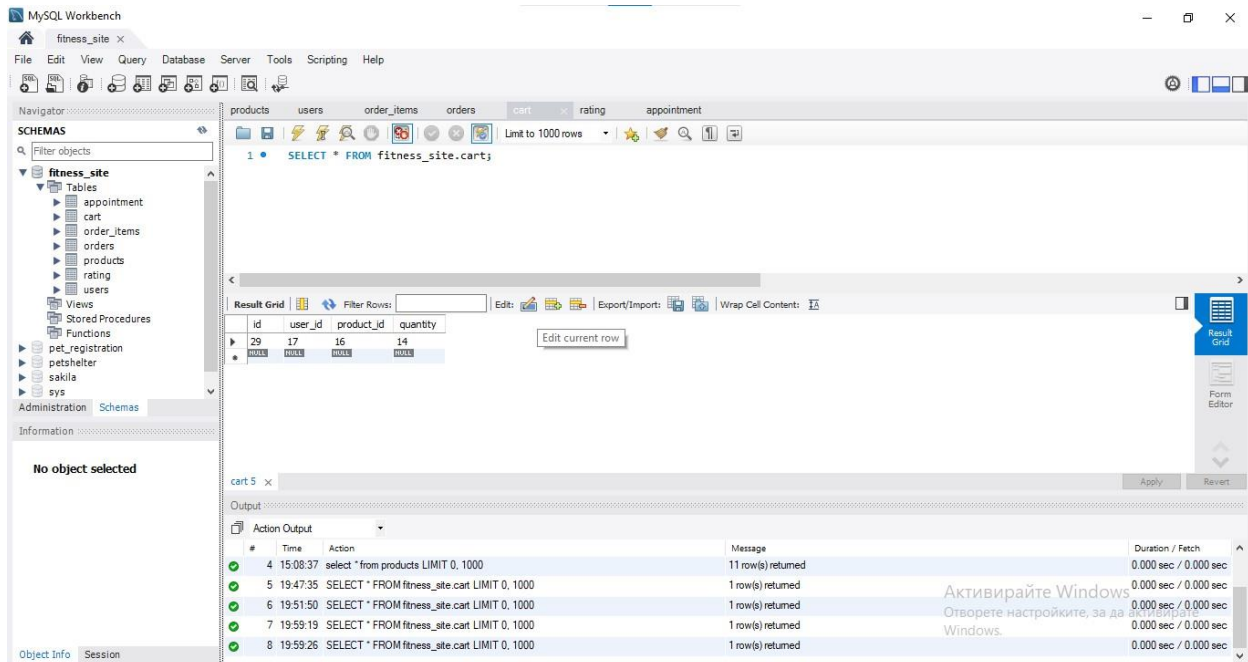 MySQL Workbench
fitness_site
File Edit View Query Database Server Tools Scripting Help
Navigator
SCHEMAS
Filter objects
fitness_site
Tables
appointment
cart
order_items
orders
products
rating
users
Views
Stored Procedures
Functions
pet_registration
petshelter
sakila
sys
Administration Schemas
Information
No object selected
Object Info Session
products users order_items orders cart rating appointment
Limit to 1000 rows
1 SELECT * FROM fitness_site.cart;
Result Grid Filter Rows: Edit: Export/Import: Wrap Cell Content:
id user_id product_id quantity
29 17 16 14
NULL NULL NULL NULL
Edit current row
Result Grid
Form Editor
cart 5 Apply Revert
Output
Action Output
# Time Action Message Duration / Fetch
4 15:08:37 select * from products LIMIT 0, 1000 11 row(s) returned 0.000 sec / 0.000 sec
5 19:47:35 SELECT * FROM fitness_site.cart LIMIT 0, 1000 1 row(s) returned 0.000 sec / 0.000 sec
6 19:51:50 SELECT * FROM fitness_site.cart LIMIT 0, 1000 1 row(s) returned 0.000 sec / 0.000 sec
7 19:59:19 SELECT * FROM fitness_site.cart LIMIT 0, 1000 1 row(s) returned 0.000 sec / 0.000 sec
8 19:59:26 SELECT * FROM fitness_site.cart LIMIT 0, 1000 1 row(s) returned 0.000 sec / 0.000 sec
Активирайте Windows
Отворете настройките, за да активирате
Windows.